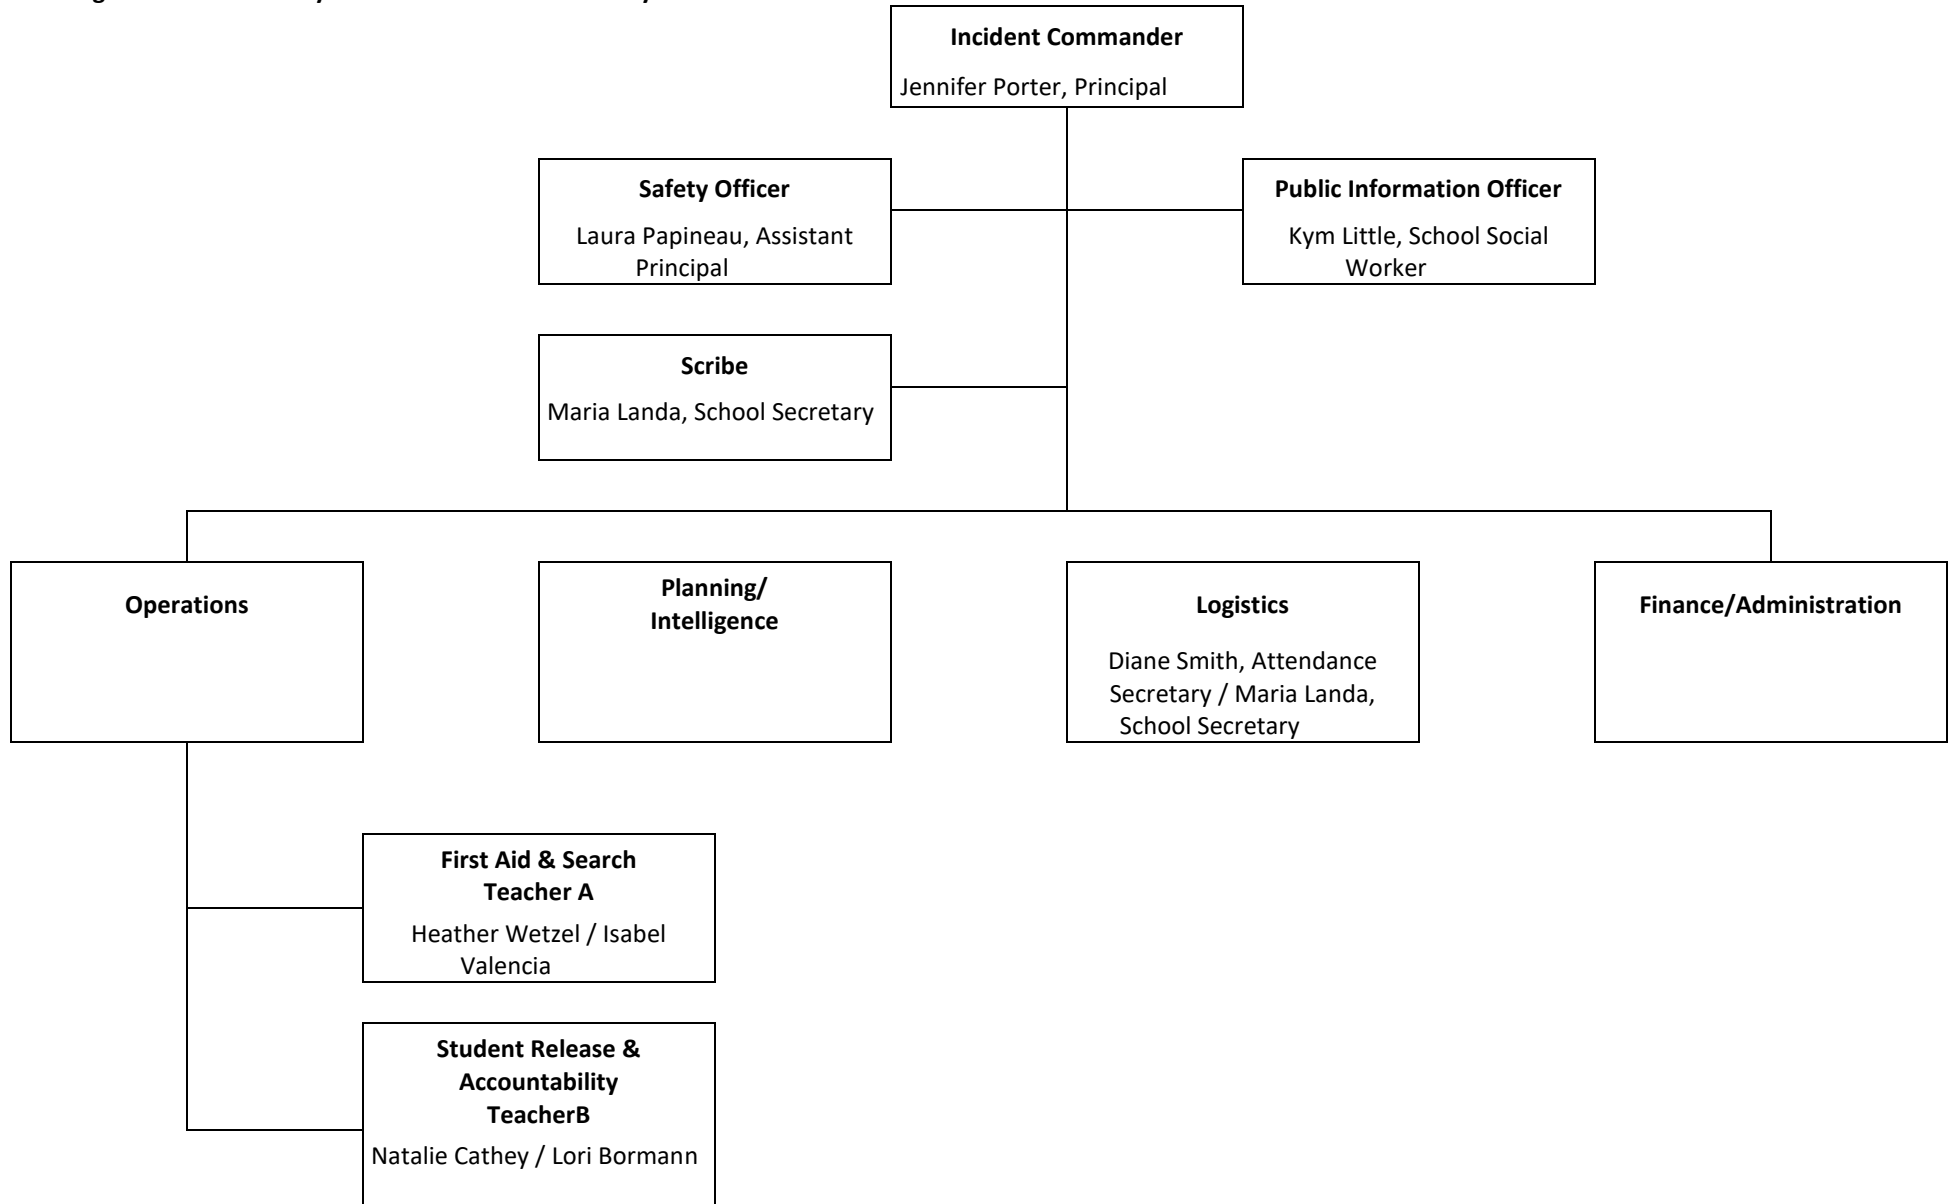 Incident Commander
Jennifer Porter, Principal
Safety Officer
Laura Papineau, Assistant
Principal
Public Information Officer
Kym Little, School Social
Worker
Scribe
Maria Landa, School Secretary
Operations
Planning/
Intelligence
Logistics
Diane Smith, Attendance
Secretary / Maria Landa,
School Secretary
Finance/Administration
First Aid & Search
Teacher A
Heather Wetzel / Isabel
Valencia
Student Release &
Accountability
TeacherB
Natalie Cathey / Lori Bormann